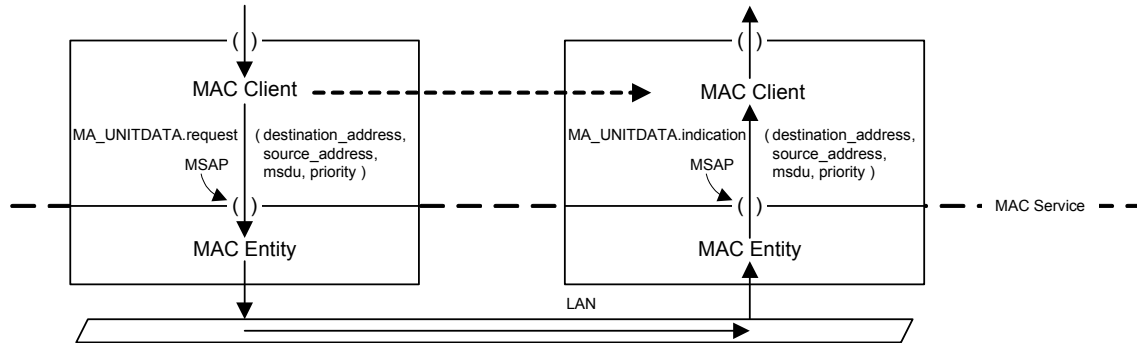 ( )
( )
MAC Client
MAC Client
MA_UNITDATA.request
( destination_address,
source_address,
msdu, priority )
MSAP
MA_UNITDATA.indication
( destination_address,
source_address,
msdu, priority )
MSAP
( )
( )
MAC Service
MAC Entity
MAC Entity
LAN